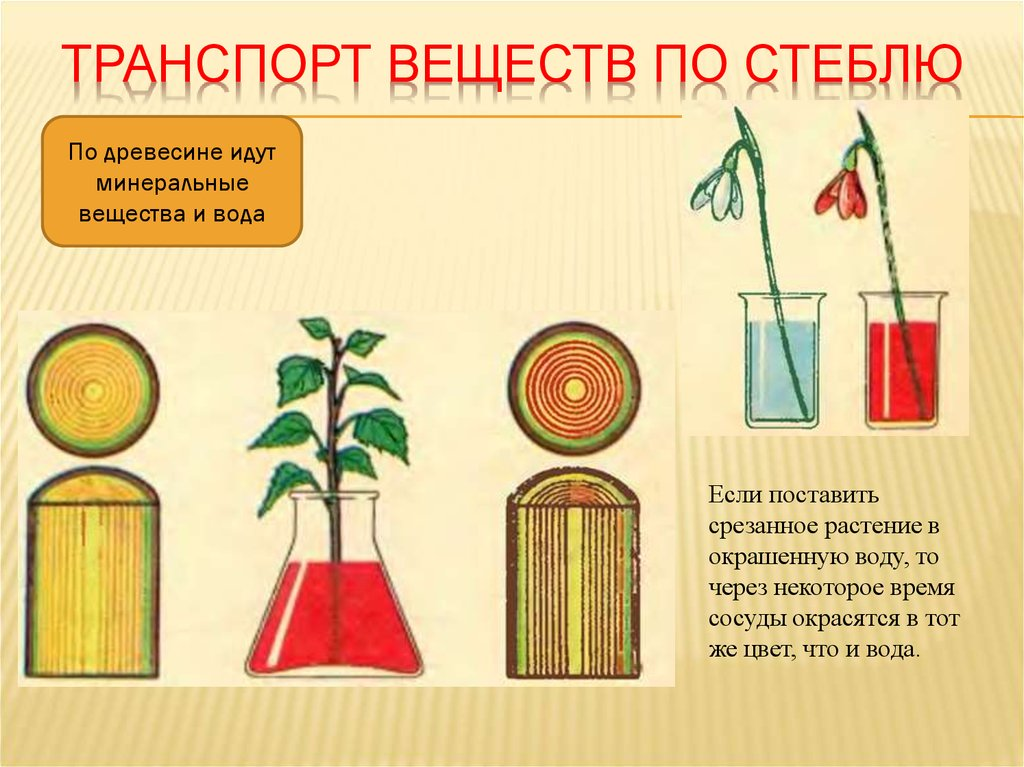 ТРАНСПОРТ ВЕЩЕСТВ ПО СТЕБЛЮ
По древесине идут
минеральные
вещества и вода
Если поставить
срезанное растение в
окрашенную воду, то
через некоторое время
сосуды окрасятся в тот
же цвет, что и вода.